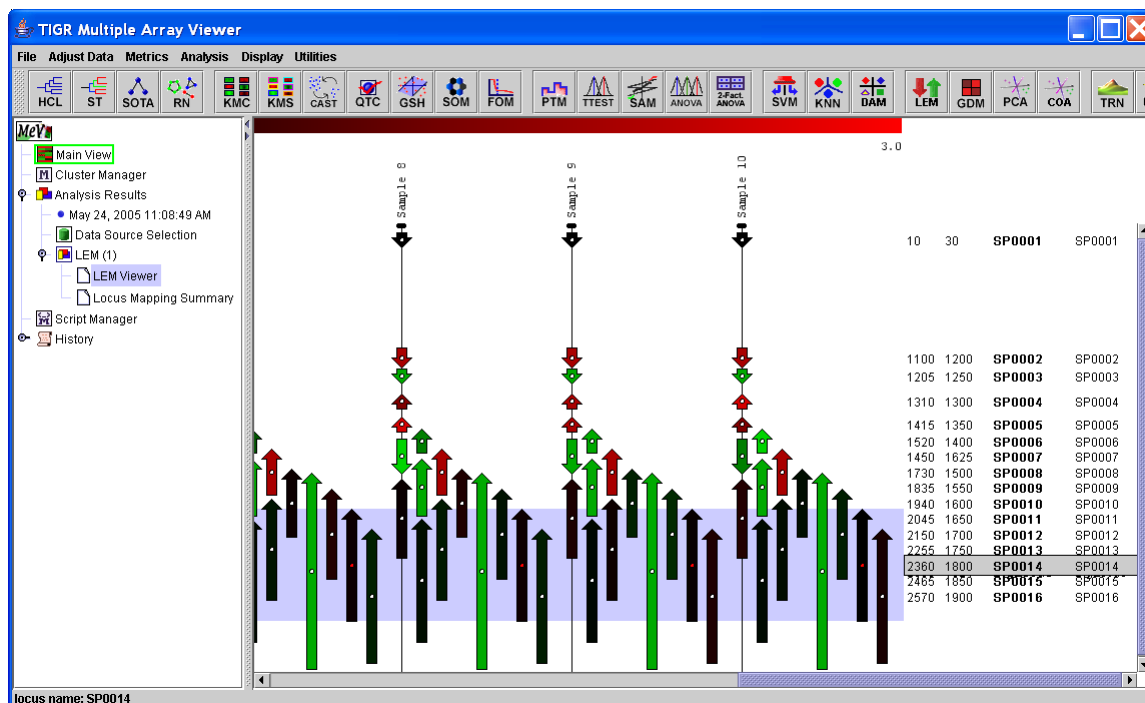 TIGR Multiple Array Viewer
File Adjust Data Metrics Analysis Display Utilities
HCL ST SOTA RN KMC KMS CAST QTC GSH SOM FOM PTM TTEST SAM ANOVA 2-Fact. ANOVA SVM KNN DAM LEM GDM PCA COA TRN
MeV
Main View
Cluster Manager
Analysis Results
May 24, 2005 11:08:49 AM
Data Source Selection
LEM (1)
LEM Viewer
Locus Mapping Summary
Script Manager
History
3.0
Sample 8
Sample 9
Sample 10
10 30 SP0001 SP0001
1100 1200 SP0002 SP0002
1205 1250 SP0003 SP0003
1310 1300 SP0004 SP0004
1415 1350 SP0005 SP0005
1520 1400 SP0006 SP0006
1450 1625 SP0007 SP0007
1730 1500 SP0008 SP0008
1835 1550 SP0009 SP0009
1940 1600 SP0010 SP0010
2045 1650 SP0011 SP0011
2150 1700 SP0012 SP0012
2255 1750 SP0013 SP0013
2360 1800 SP0014 SP0014
2465 1850 SP0015 SP0015
2570 1900 SP0016 SP0016
locus name: SP0014